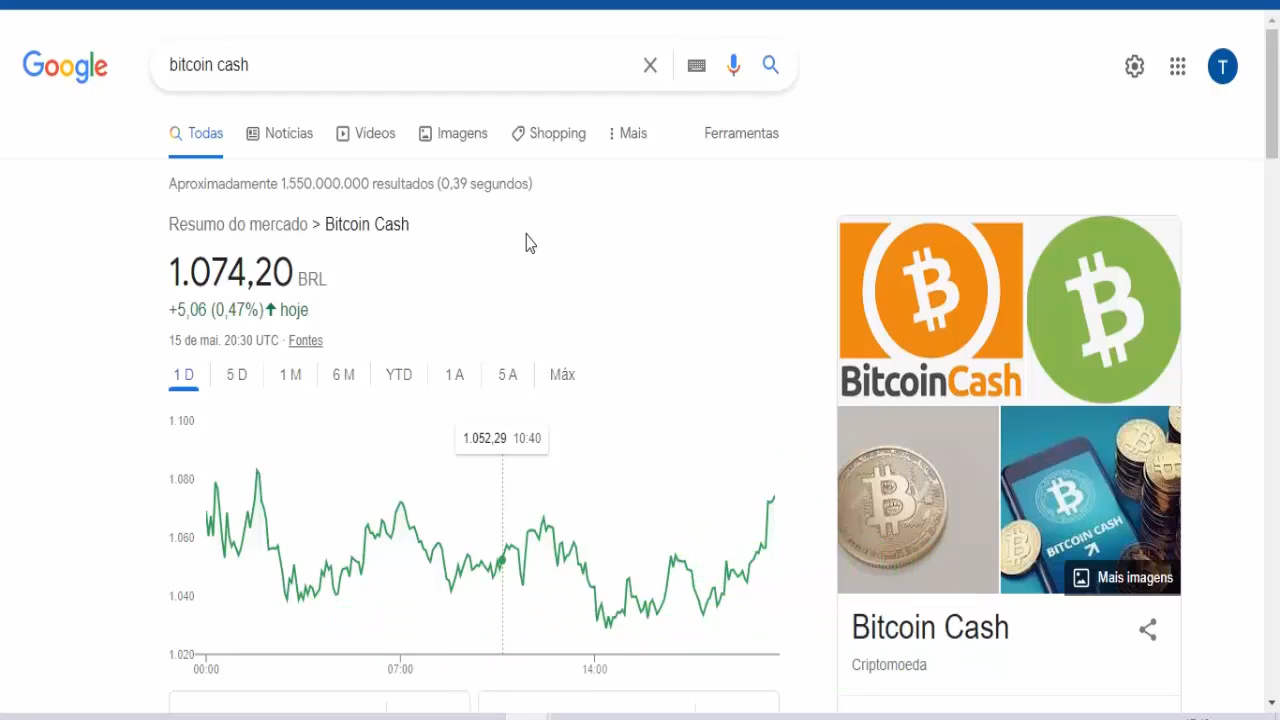 Google
bitcoin cash
T
Todas Notícias Vídeos Imagens Shopping Mais Ferramentas
Aproximadamente 1.550.000.000 resultados (0,39 segundos)
Resumo do mercado > Bitcoin Cash
1.074,20 BRL
+5,06 (0,47%) hoje
15 de mai. 20:30 UTC · Fontes
1 D 5 D 1 M 6 M YTD 1 A 5 A Máx
1.052,29 10:40
1.100
1.080
1.060
1.040
1.020
00:00 07:00 14:00
BitcoinCash
BITCOIN CASH
Mais imagens
Bitcoin Cash
Criptomoeda